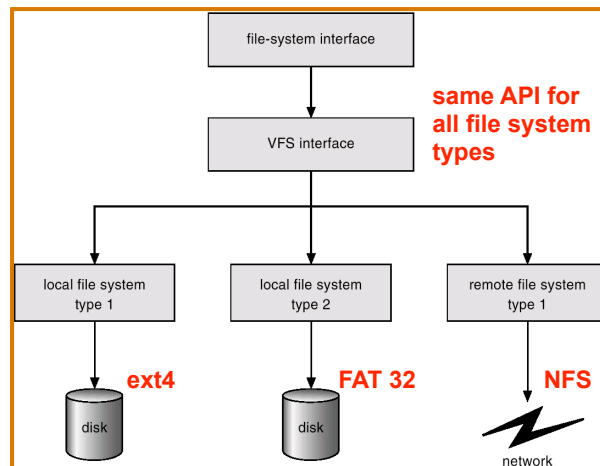 file-system interface
same API for
all file system
types
VFS interface
local file system
type 1
local file system
type 2
remote file system
type 1
ext4
FAT 32
NFS
disk
disk
network